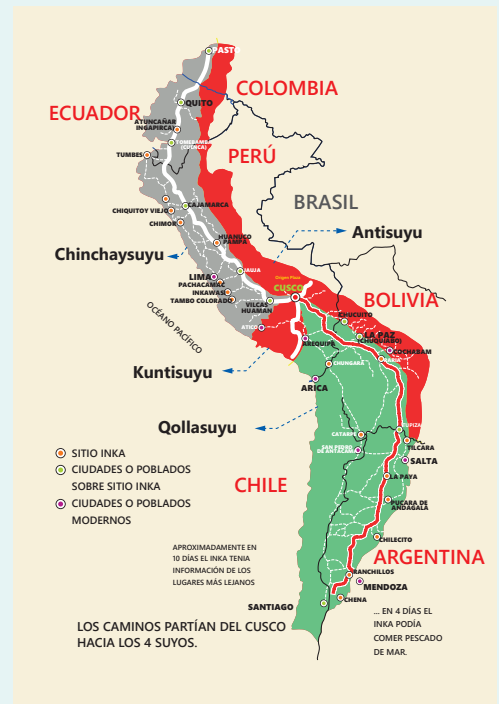 PASTO
COLOMBIA
ECUADOR
QUITO
ATUNCAÑAR
INGAPIRCA)
TOMEBAMBA
(CUENCA)
TUMBES
PERÚ
BRASIL
CAJAMARCA
CHIQUITOY VIEJO
CHIMOR
HUANUCO
PAMPA
Antisuyu
Chinchaysuyu
JAUJA
LIMA
PACHACAMAC
INKAWASI
TAMBO COLORADO
VILCAS
HUAMAN
CUSCO
BOLIVIA
CHUCUITO
OCÉANO PACÍFICO
ATICO
LA PAZ
(CHUQUIABO)
COCHABAM
AREQUIPA
CHUNGARA
Kuntisuyu
ARICA
Qollasuyu
TUPIZA
CATARPE
TILCARA
SAN PEDRO
DE ANTACAMA
SALTA
SITIO INKA
CIUDADES O POBLADOS
SOBRE SITIO INKA
CIUDADES O POBLADOS
MODERNOS
CHILE
LA PAYA
PUCARA DE
ANDAGALA
CHILECITO
APROXIMADAMENTE EN
10 DÍAS EL INKA TENIA
INFORMACIÓN DE LOS
LUGARES MÁS LEJANOS
ARGENTINA
RANCHILLOS
MENDOZA
CHENA
SANTIAGO
... EN 4 DÍAS EL
INKA PODÍA
COMER PESCADO
DE MAR.
LOS CAMINOS PARTÍAN DEL CUSCO
HACIA LOS 4 SUYOS.